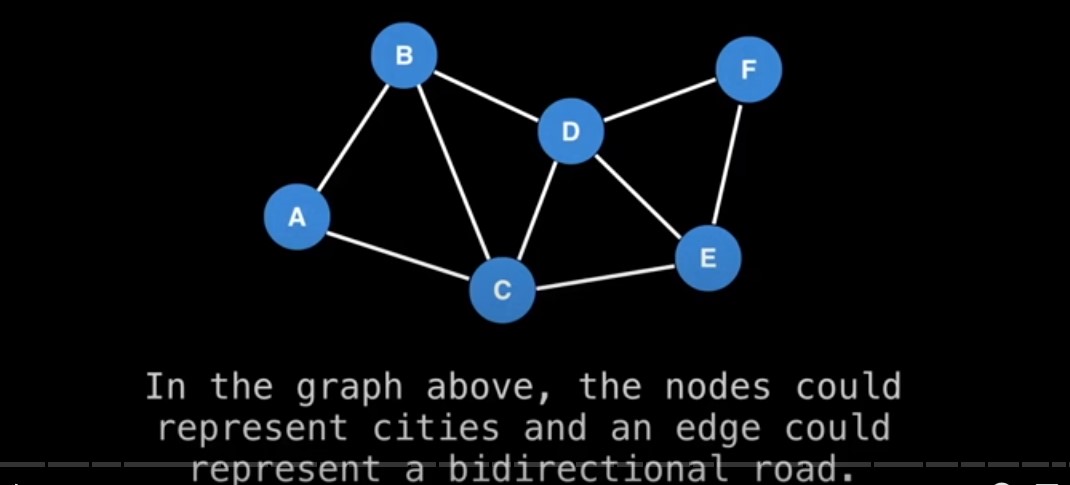 B
F
D
A
E
C
In the graph above, the nodes could
represent cities and an edge could
represent a bidirectional road.